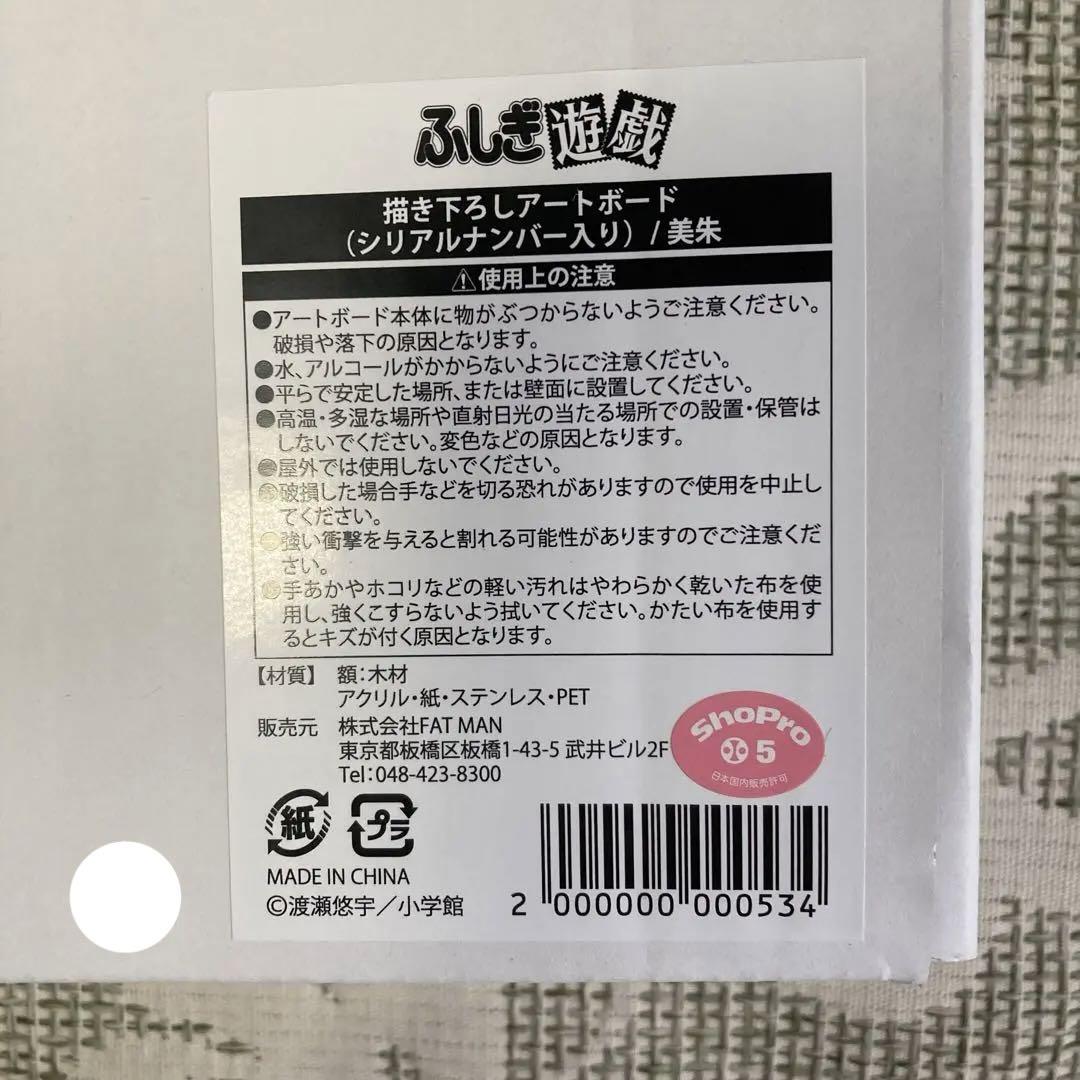 ふしぎ遊戯
描き下ろしアートボード
(シリアルナンバー入り) / 美朱
⚠使用上の注意
●アートボード本体に物がぶつからないようご注意ください。
破損や落下の原因となります。
●水、アルコールがかからないようにご注意ください。
●平らで安定した場所、または壁面に設置してください。
●高温・多湿な場所や直射日光の当たる場所での設置・保管は
しないでください。変色などの原因となります。
●屋外では使用しないでください。
●破損した場合手などを切る恐れがありますので使用を中止し
てください。
●強い衝撃を与えると割れる可能性がありますのでご注意くだ
さい。
●手あかやホコリなどの軽い汚れはやわらかく乾いた布を使
用し、強くこすらないよう拭いてください。かたい布を使用す
るとキズが付く原因となります。
【材質】 額：木材
アクリル・紙・ステンレス・PET
販売元 株式会社FAT MAN
東京都板橋区板橋1-43-5 武井ビル2F
Tel：048-423-8300
ShoPro
5
日本国内販売許可
紙 プラ
MADE IN CHINA
©渡瀬悠宇／小学館
2 000000 000534